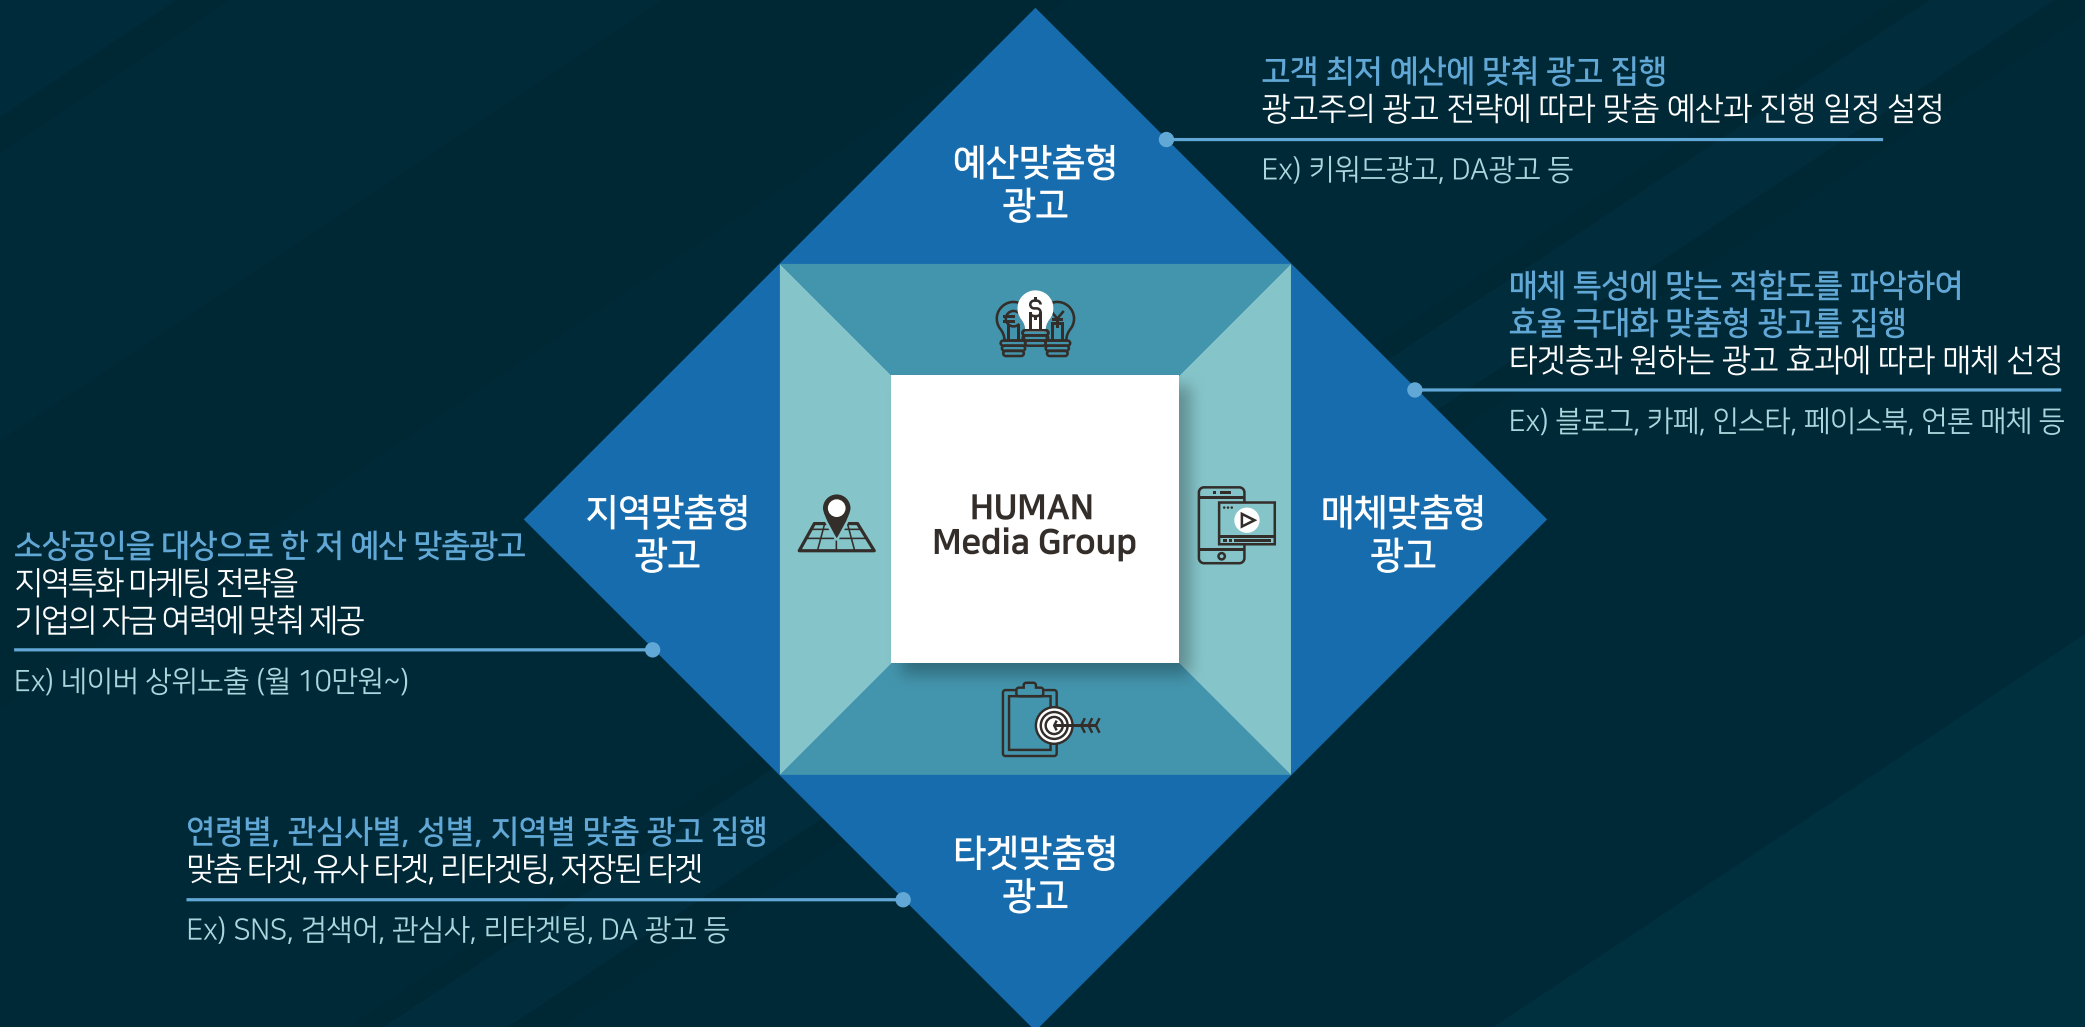 고객 최저 예산에 맞춰 광고 집행
광고주의 광고 전략에 따라 맞춤 예산과 진행 일정 설정
Ex) 키워드광고, DA광고 등
예산맞춤형
광고
매체 특성에 맞는 적합도를 파악하여
효율 극대화 맞춤형 광고를 집행
타겟층과 원하는 광고 효과에 따라 매체 선정
Ex) 블로그, 카페, 인스타, 페이스북, 언론 매체 등
지역맞춤형
광고
HUMAN
Media Group
매체맞춤형
광고
소상공인을 대상으로 한 저 예산 맞춤광고
지역특화 마케팅 전략을
기업의 자금 여력에 맞춰 제공
Ex) 네이버 상위노출 (월 10만원~)
연령별, 관심사별, 성별, 지역별 맞춤 광고 집행
맞춤 타겟, 유사 타겟, 리타겟팅, 저장된 타겟
Ex) SNS, 검색어, 관심사, 리타겟팅, DA 광고 등
타겟맞춤형
광고